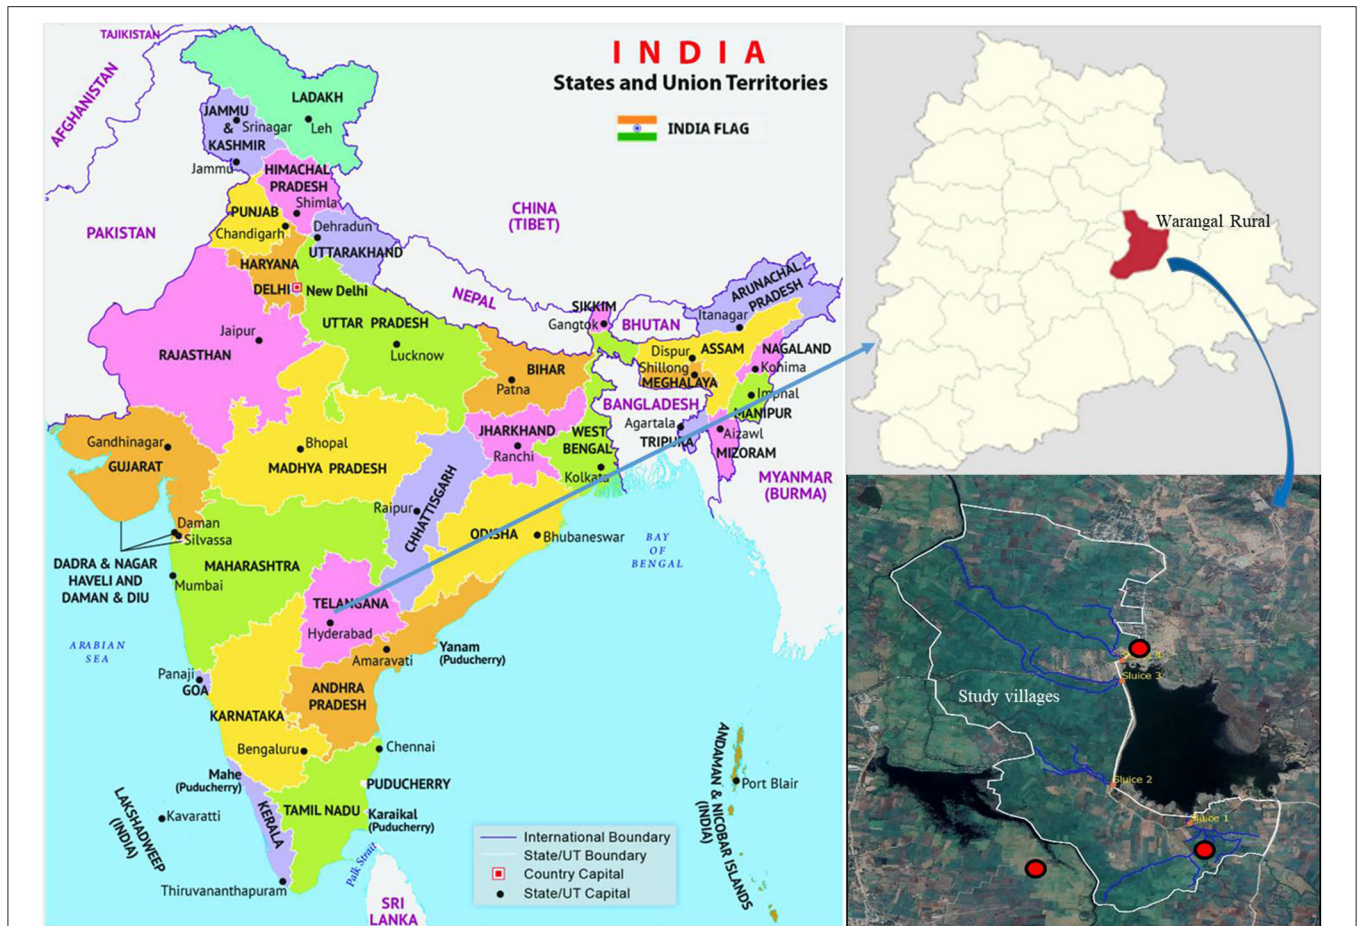 TAJIKISTAN
AFGHANISTAN
I N D I A
States and Union Territories
INDIA FLAG
LADAKH
Leh
JAMMU
&
KASHMIR
Srinagar
Jammu
HIMACHAL
PRADESH
Shimla
PUNJAB
Chandigarh
Dehradun
UTTARAKHAND
HARYANA
DELHI
New Delhi
PAKISTAN
CHINA
(TIBET)
NEPAL
SIKKIM
Gangtok
BHUTAN
ARUNACHAL
PRADESH
Itanagar
RAJASTHAN
Jaipur
UTTAR PRADESH
Lucknow
BIHAR
Patna
Dispur
ASSAM
Shillong
MEGHALAYA
NAGALAND
Kohima
Imphal
MANIPUR
BANGLADESH
Agartala
TRIPURA
Aizawl
MIZORAM
MYANMAR
(BURMA)
Gandhinagar
GUJARAT
Bhopal
MADHYA PRADESH
JHARKHAND
Ranchi
WEST
BENGAL
Kolkata
CHHATTISGARH
Raipur
ODISHA
Bhubaneswar
BAY
OF
BENGAL
Daman
Silvassa
DADRA & NAGAR
HAVELI AND
DAMAN & DIU
MAHARASHTRA
Mumbai
TELANGANA
Hyderabad
Yanam
(Puducherry)
Amaravati
ARABIAN
SEA
Panaji
GOA
ANDHRA
PRADESH
KARNATAKA
Bengaluru
Chennai
Mahe
(Puducherry)
PUDUCHERRY
TAMIL NADU
Karaikal
(Puducherry)
KERALA
LAKSHADWEEP
(INDIA)
Kavaratti
Thiruvananthapuram
Palk Strait
SRI
LANKA
ANDAMAN & NICOBAR ISLANDS
(INDIA)
Port Blair
International Boundary
State/UT Boundary
Country Capital
State/UT Capital
Warangal Rural
Sluice 3
Study villages
Sluice 2
Sluice 1